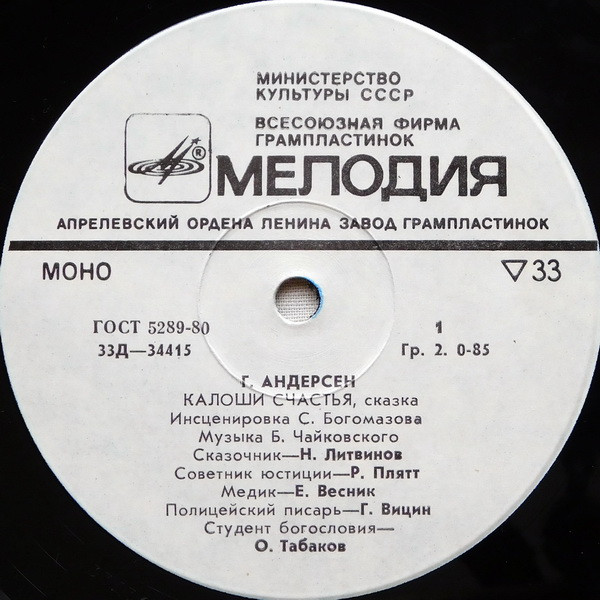 МИНИСТЕРСТВО
КУЛЬТУРЫ СССР
ВСЕСОЮЗНАЯ ФИРМА
ГРАМПЛАСТИНОК
®
МЕЛОДИЯ
АПРЕЛЕВСКИЙ ОРДЕНА ЛЕНИНА ЗАВОД ГРАМПЛАСТИНОК
МОНО ▽33
ГОСТ 5289-80 1
33Д—34415 Гр. 2. 0-85
Г. АНДЕРСЕН
КАЛОШИ СЧАСТЬЯ, сказка
Инсценировка С. Богомазова
Музыка Б. Чайковского
Сказочник—Н. Литвинов
Советник юстиции—Р. Плятт
Медик—Е. Весник
Полицейский писарь—Г. Вицин
Студент богословия—
О. Табаков